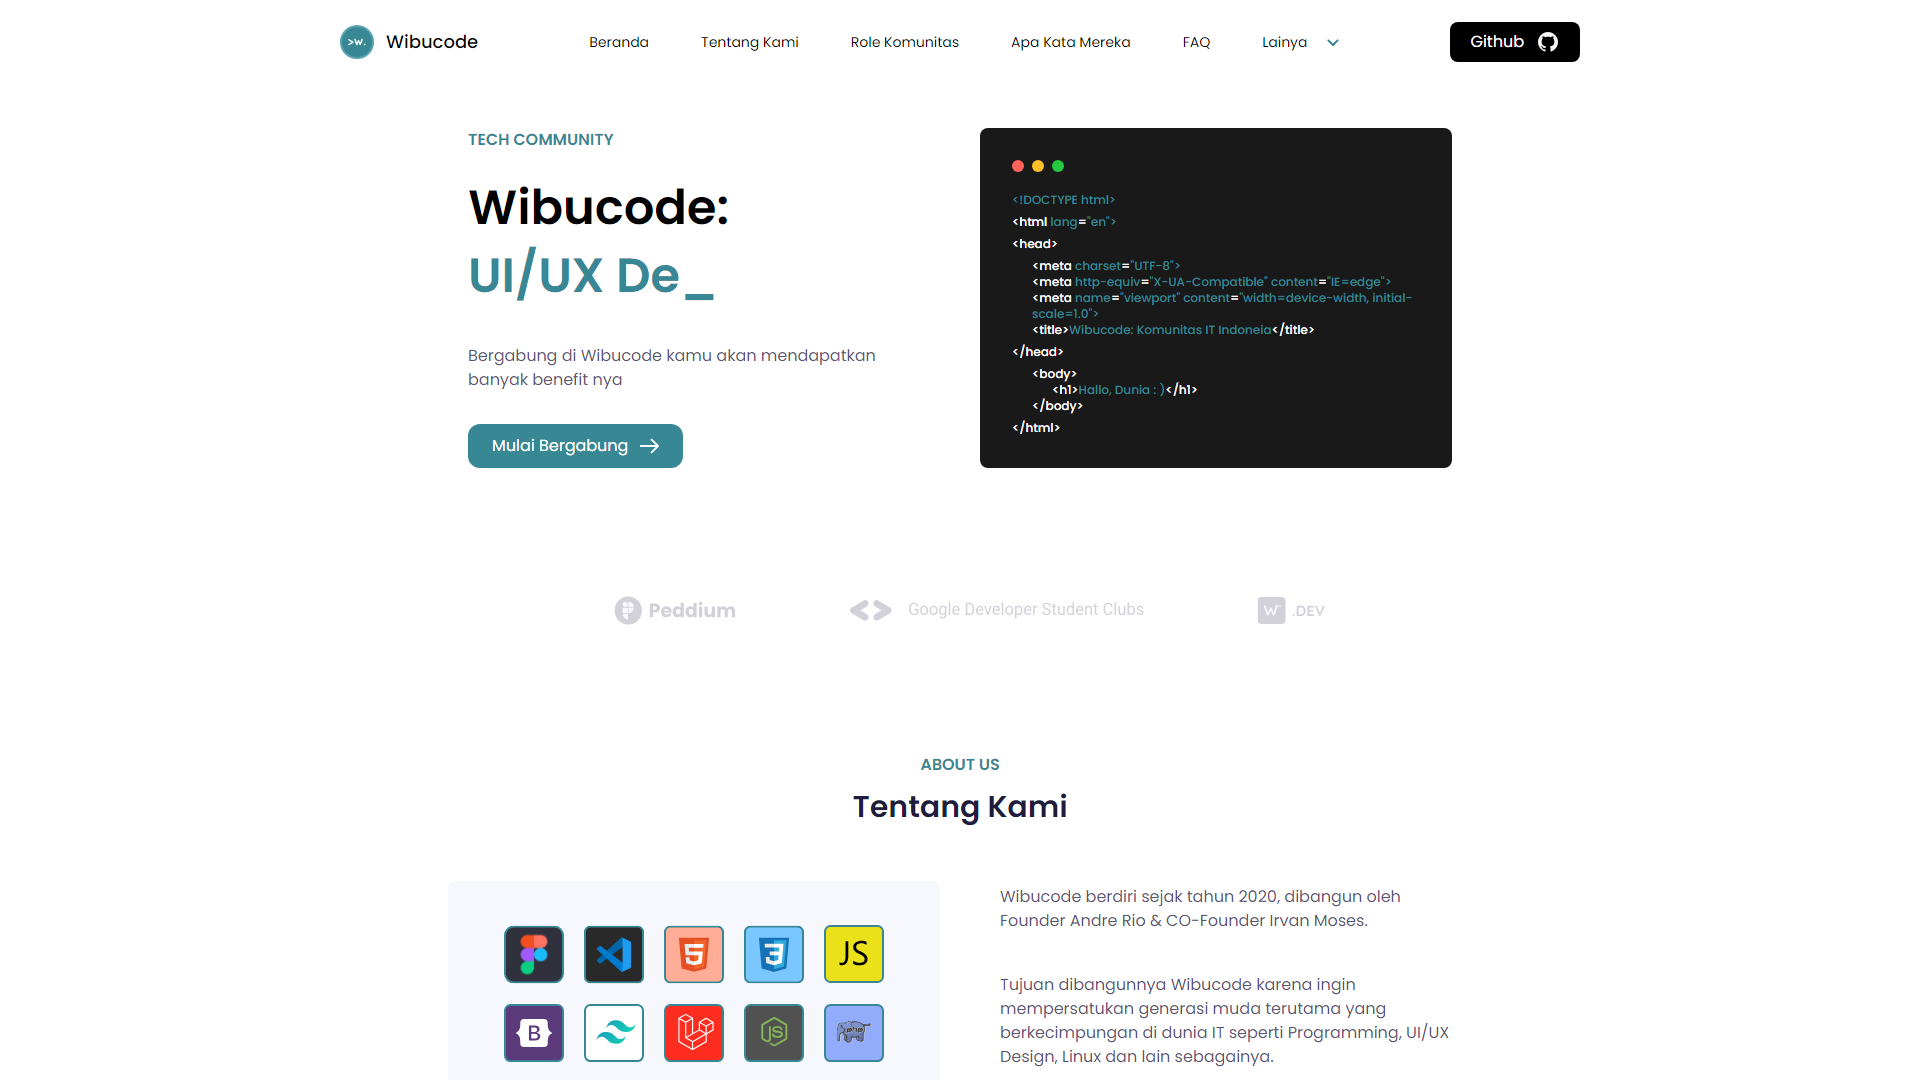 >w. Wibucode Beranda Tentang Kami Role Komunitas Apa Kata Mereka FAQ Lainya Github
TECH COMMUNITY
Wibucode:
UI/UX De_
Bergabung di Wibucode kamu akan mendapatkan
banyak benefit nya
Mulai Bergabung
<!DOCTYPE html>
<html lang="en">
<head>
<meta charset="UTF-8">
<meta http-equiv="X-UA-Compatible" content="IE=edge">
<meta name="viewport" content="width=device-width, initial-
scale=1.0">
<title>Wibucode: Komunitas IT Indoneia</title>
</head>
<body>
<h1>Hallo, Dunia : )</h1>
</body>
</html>
Peddium
Google Developer Student Clubs
W .DEV
ABOUT US
Tentang Kami
5 3 JS
B JS php
Wibucode berdiri sejak tahun 2020, dibangun oleh
Founder Andre Rio & CO-Founder Irvan Moses.
Tujuan dibangunnya Wibucode karena ingin
mempersatukan generasi muda terutama yang
berkecimpungan di dunia IT seperti Programming, UI/UX
Design, Linux dan lain sebagainya.